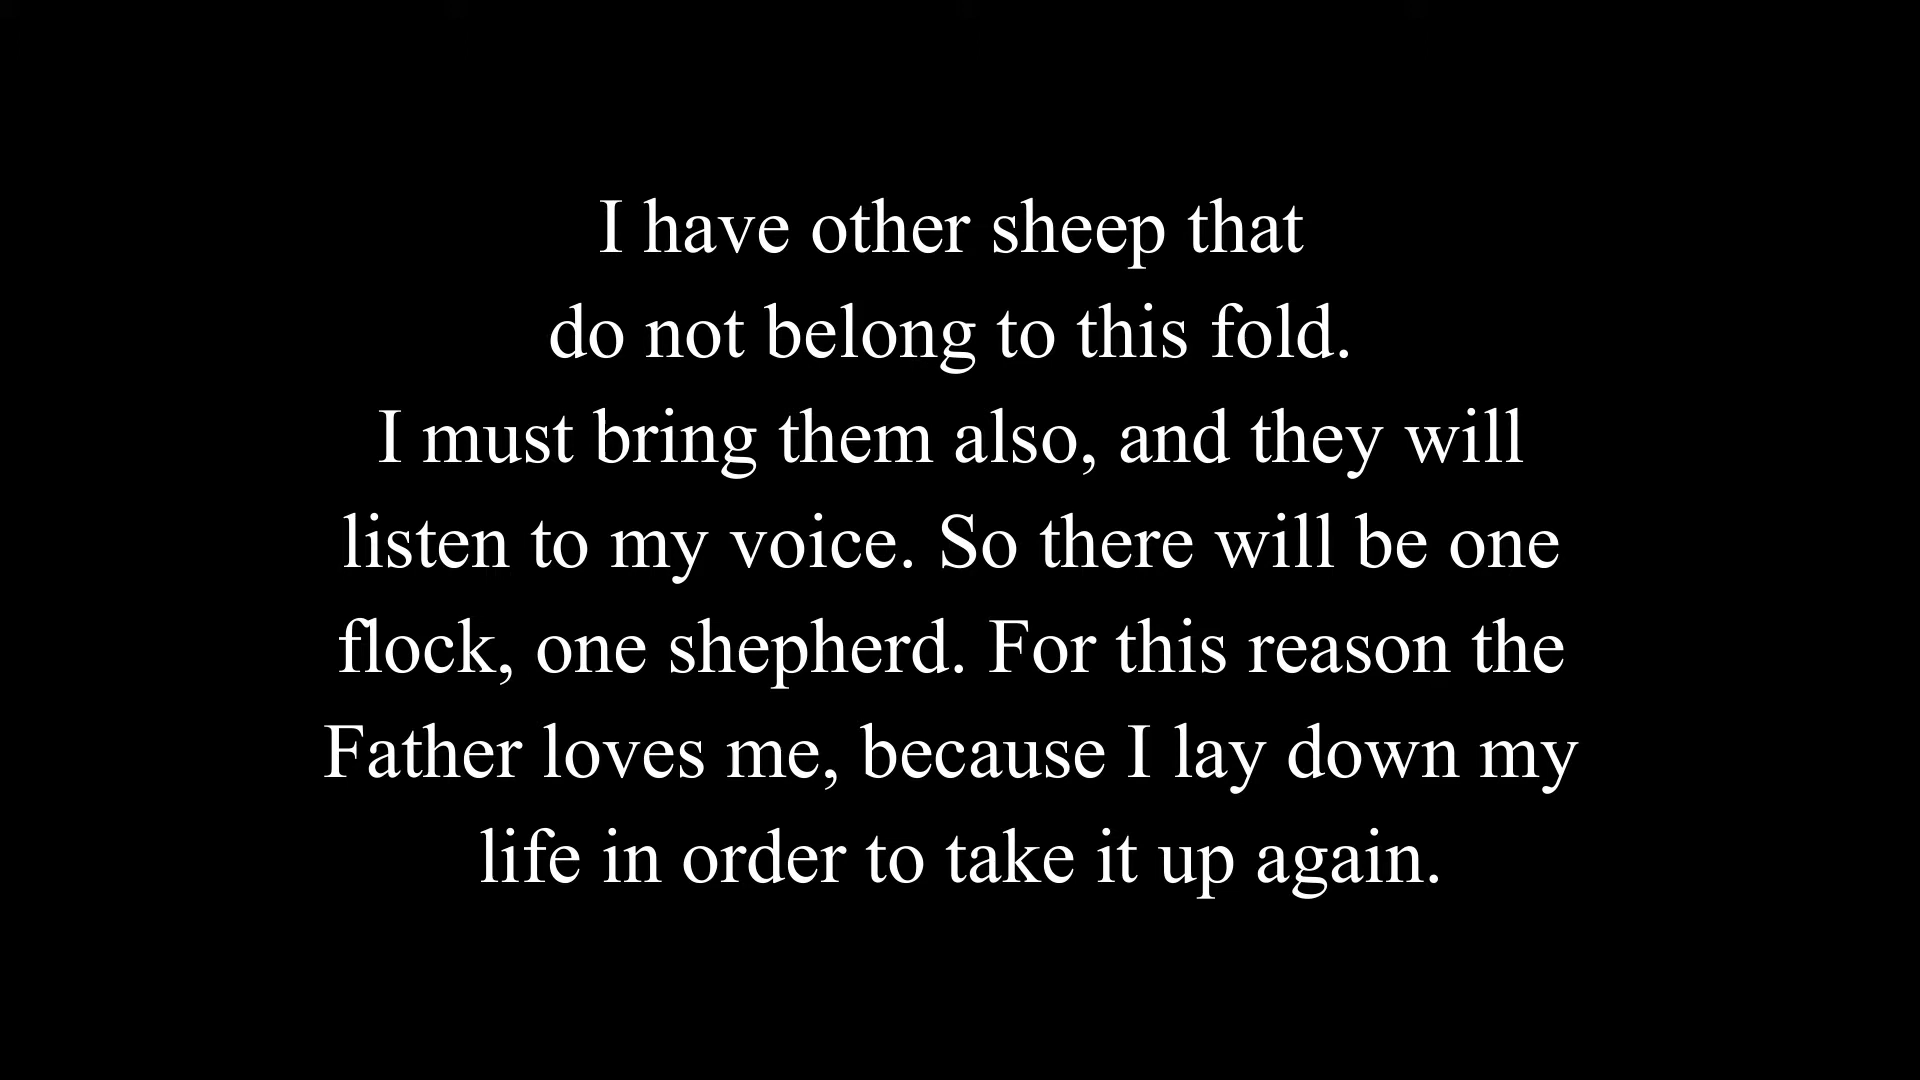 I have other sheep that
do not belong to this fold.
I must bring them also, and they will
listen to my voice. So there will be one
flock, one shepherd. For this reason the
Father loves me, because I lay down my
life in order to take it up again.